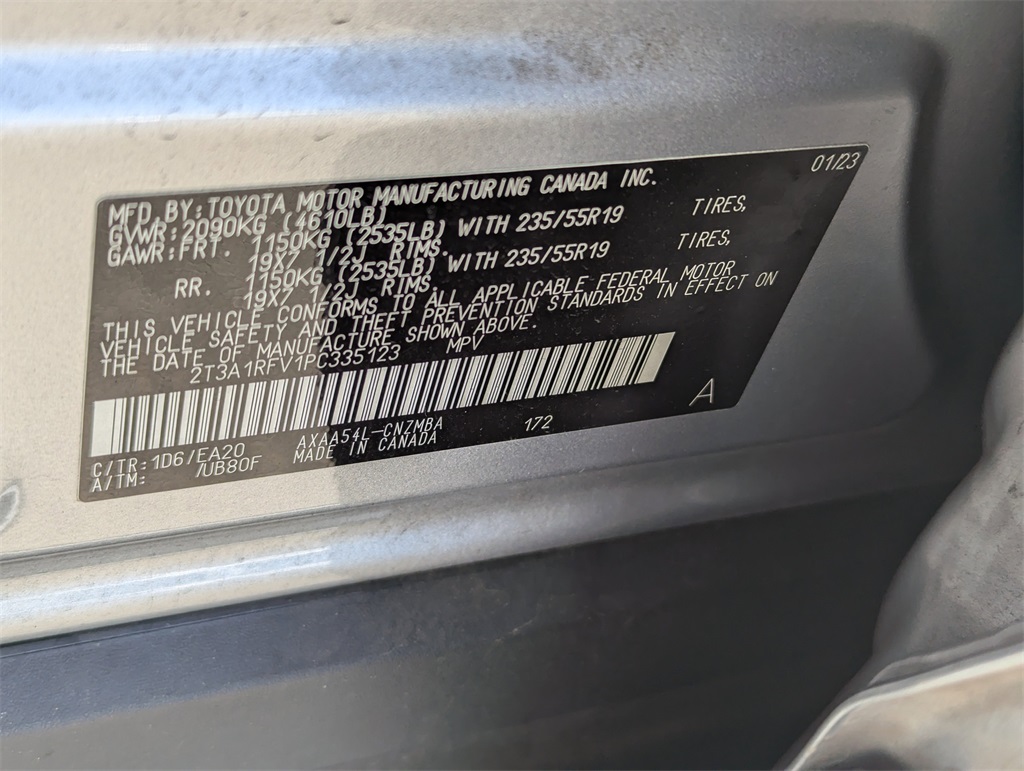 01/23
MFD.BY:TOYOTA MOTOR MANUFACTURING CANADA INC.
GVWR:2090KG (4610LB)
GAWR:FRT. 1150KG (2535LB) WITH 235/55R19 TIRES,
19X7 1/2J RIMS.
RR. 1150KG (2535LB) WITH 235/55R19 TIRES,
19X7 1/2J RIMS.
THIS VEHICLE CONFORMS TO ALL APPLICABLE FEDERAL MOTOR
VEHICLE SAFETY AND THEFT PREVENTION STANDARDS IN EFFECT ON
THE DATE OF MANUFACTURE SHOWN ABOVE.
2T3A1RFV1PC335123 MPV
C/TR:1D6/EA20 AXAA54L-CNZMBA 172 A
A/TM: /UB80F MADE IN CANADA